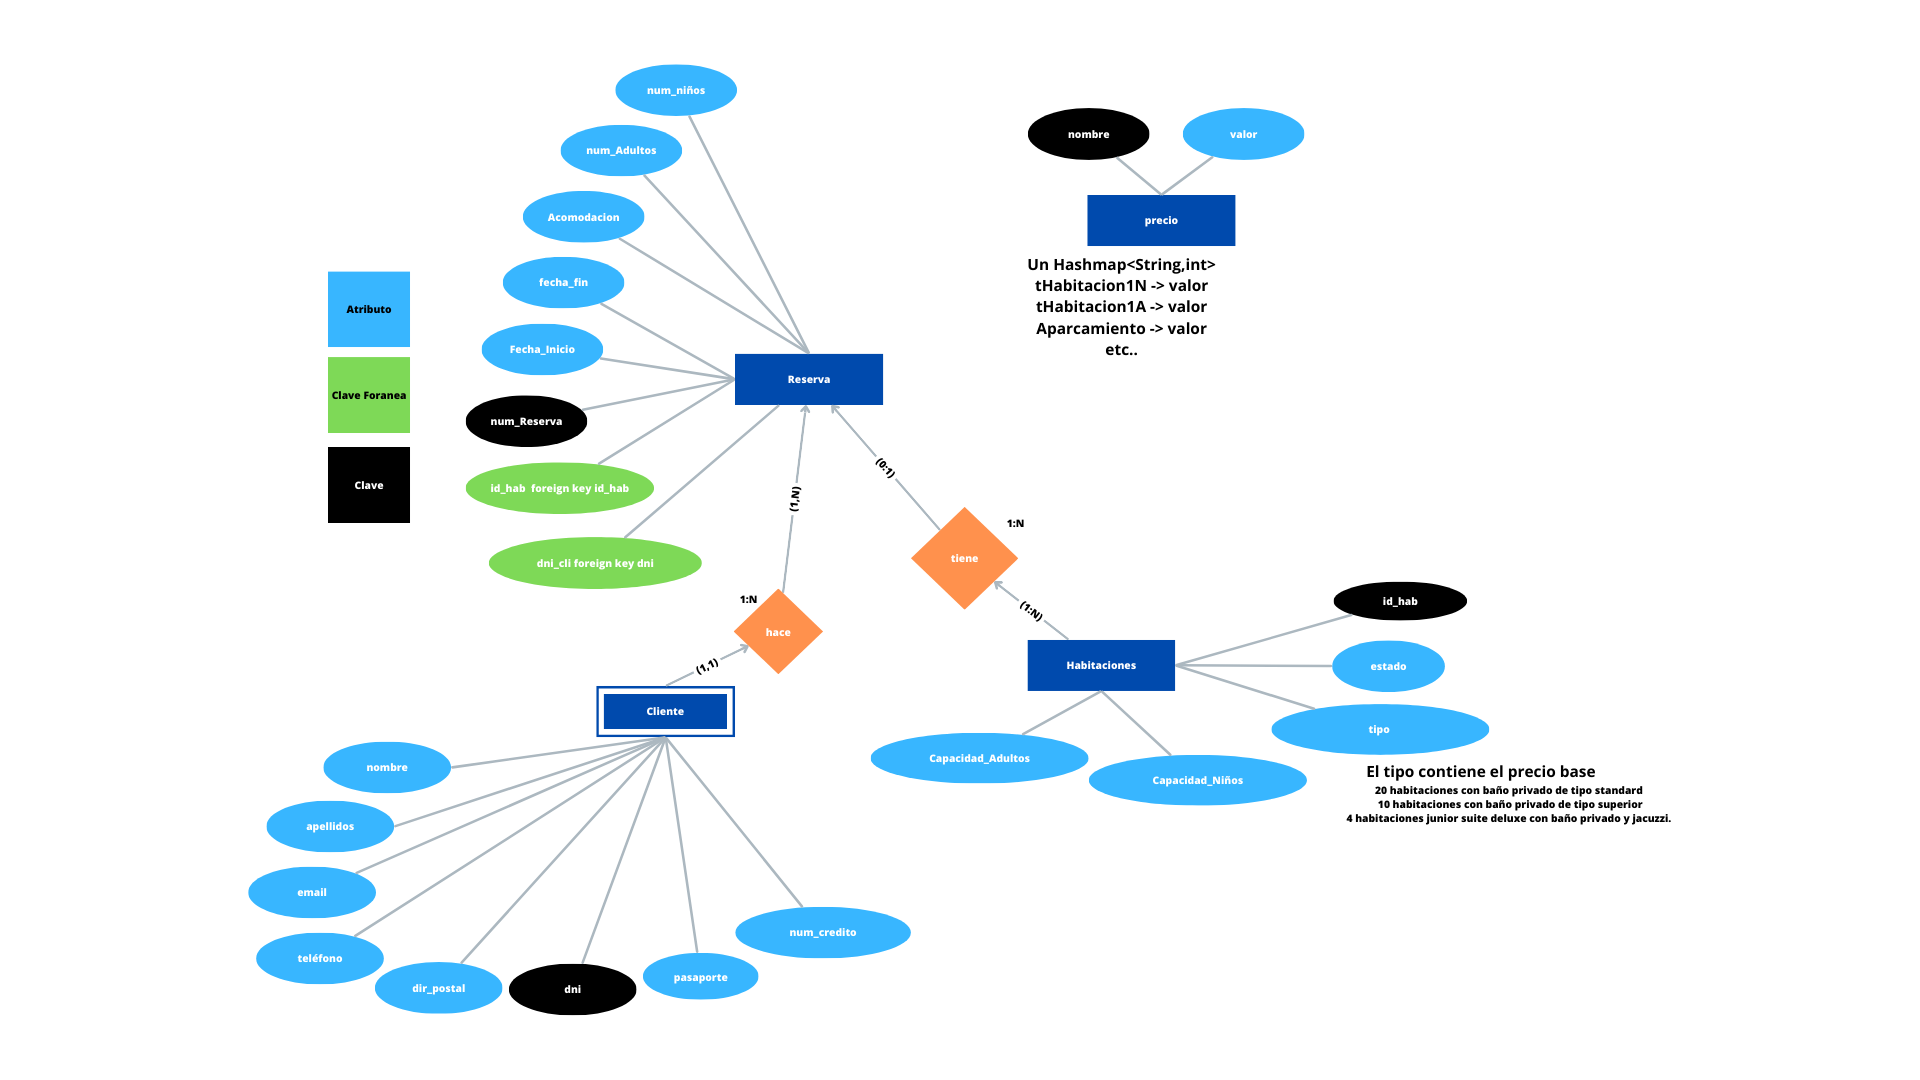 num_niños
num_Adultos
Acomodacion
fecha_fin
Fecha_Inicio
num_Reserva
id_hab foreign key id_hab
dni_cli foreign key dni
Reserva
Atributo
Clave Foranea
Clave
nombre
valor
precio
Un Hashmap<String,int>
tHabitacion1N -> valor
tHabitacion1A -> valor
Aparcamiento -> valor
etc..
(1,N)
(0:1)
1:N
tiene
(1:N)
1:N
hace
(1,1)
Cliente
Habitaciones
id_hab
estado
tipo
Capacidad_Adultos
Capacidad_Niños
El tipo contiene el precio base
20 habitaciones con baño privado de tipo standard
10 habitaciones con baño privado de tipo superior
4 habitaciones junior suite deluxe con baño privado y jacuzzi.
nombre
apellidos
email
teléfono
dir_postal
dni
pasaporte
num_credito